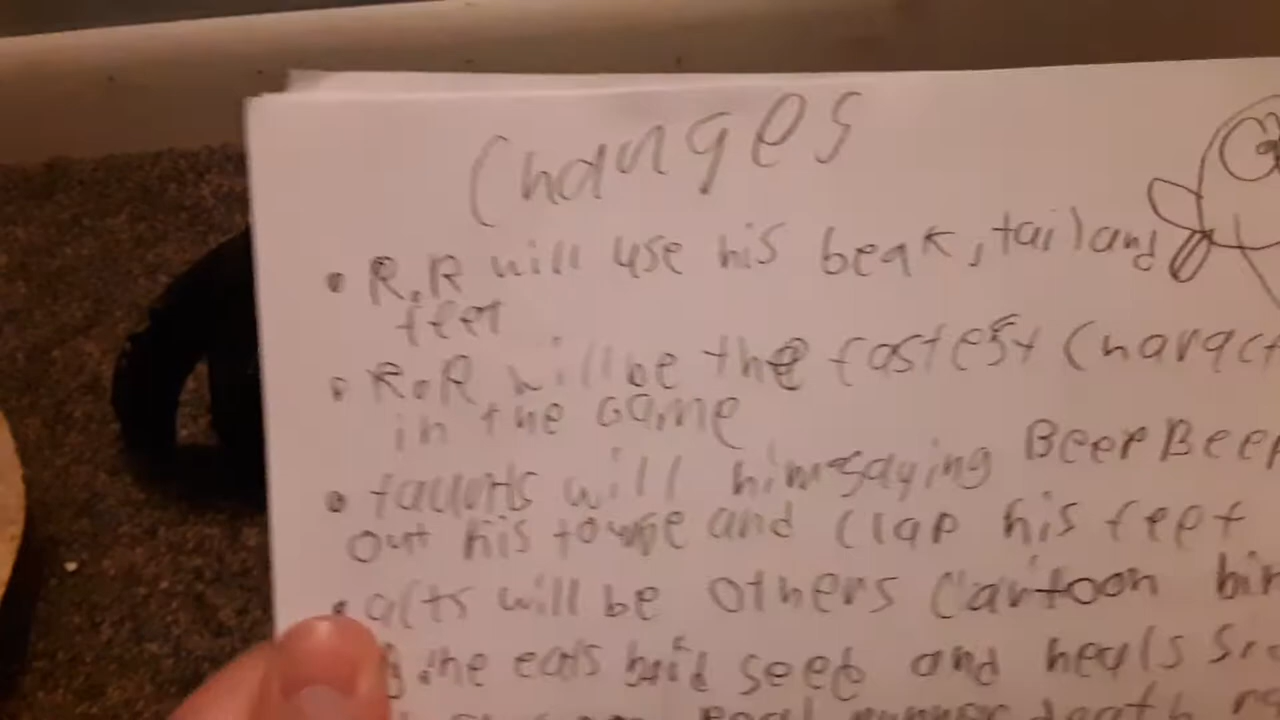 Changes
• R.R will use his beak, tail and
feet
• R.R will be the fastest Charact
in the Game
• taunts will him saying Beep Beep
out his tounge and clap his feet
• alts will be others Cartoon bir
the eats bird seeb and heals